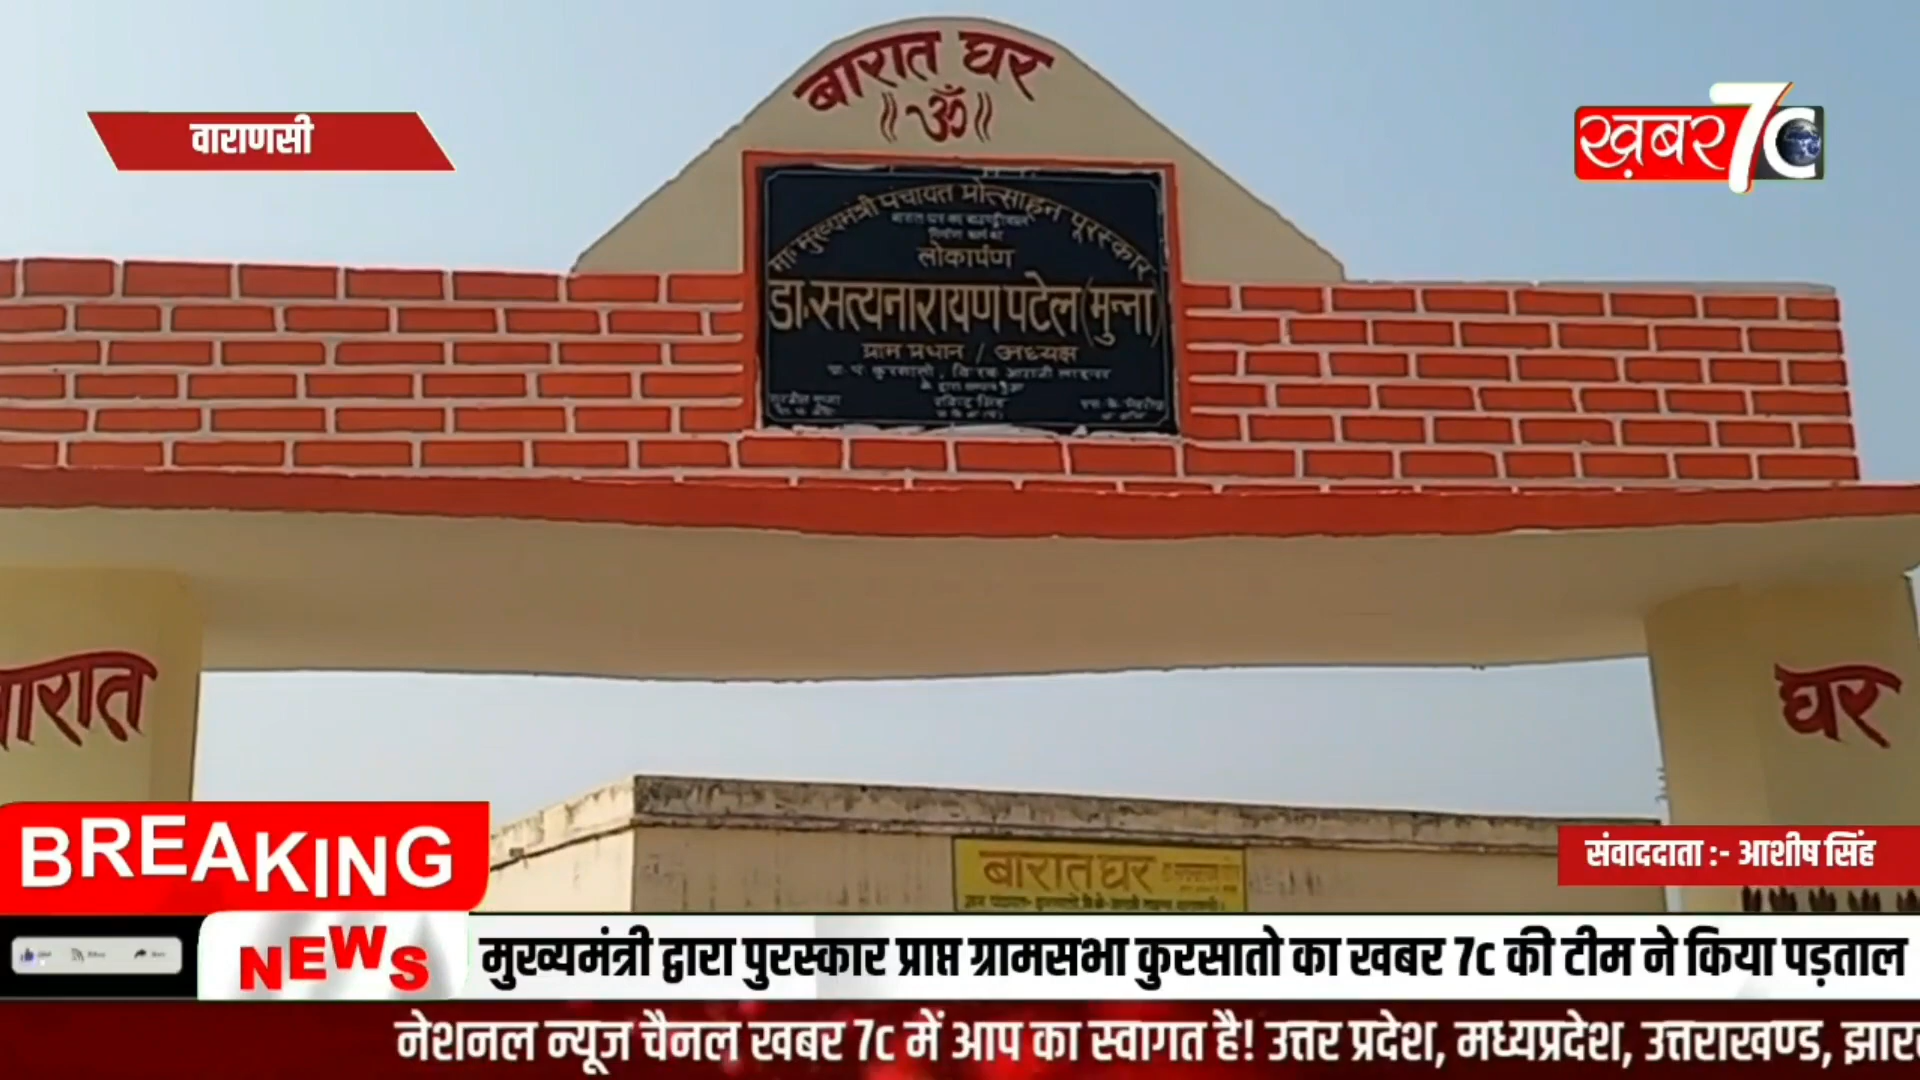 बारात घर
॥ॐ॥
वाराणसी
ख़बर 7c
मा॰ मुख्यमंत्री पंचायत प्रोत्साहन पूरस्कार
लोकार्पण
डा॰ सत्यनारायण पटेल (मुन्ना)
ग्राम प्रधान / अध्यक्ष
बारात
घर
BREAKING
NEWS
बारात घर
संवाददाता :- आशीष सिंह
मुख्यमंत्री द्वारा पुरस्कार प्राप्त ग्रामसभा कुरसातो का खबर 7c की टीम ने किया पड़ताल
नेशनल न्यूज चैनल खबर 7c में आप का स्वागत है! उत्तर प्रदेश, मध्यप्रदेश, उत्तराखण्ड,